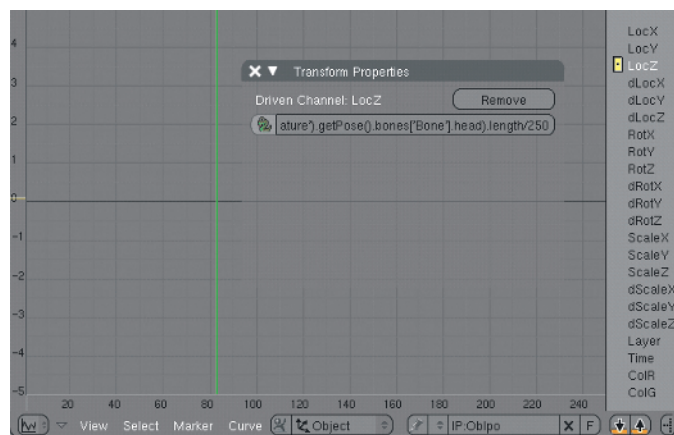 LocX
LocY
LocZ
dLocX
dLocY
dLocZ
RotX
RotY
RotZ
dRotX
dRotY
dRotZ
ScaleX
ScaleY
ScaleZ
dScaleX
dScaleY
dScaleZ
Layer
Time
ColR
ColG
Transform Properties
Driven Channel: LocZ
Remove
ature').getPose().bones['Bone'].head).length/250
4
3
2
1
0
-1
-2
-3
-4
-5
20 40 60 80 100 120 140 160 180 200 220 240
View Select Marker Curve Object IP:ObIpo X F